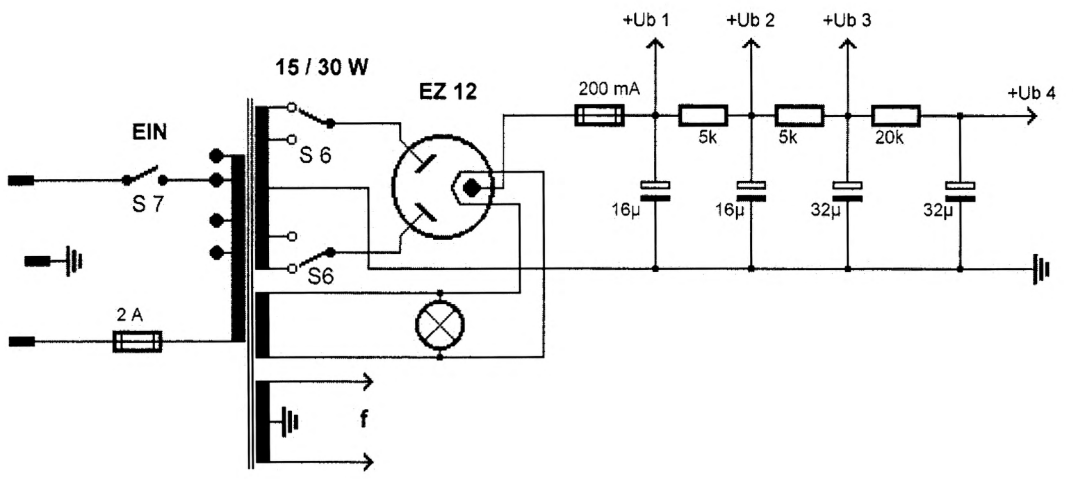 +Ub 1
+Ub 2
+Ub 3
15 / 30 W
EZ 12
200 mA
+Ub 4
EIN
S 6
5k
5k
20k
S 7
16µ
16µ
32µ
32µ
S6
2 A
f